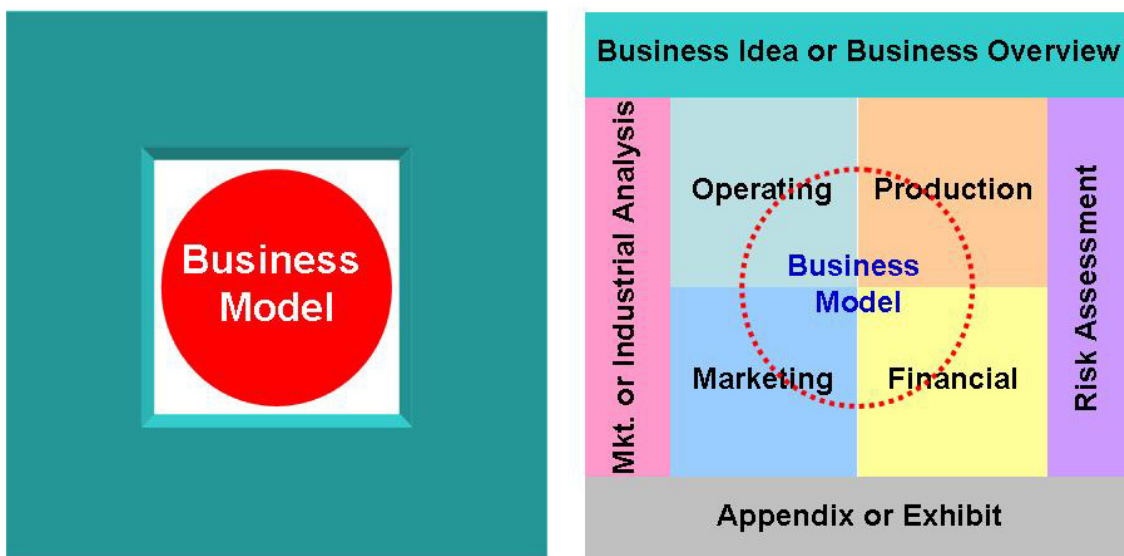 Business
Model
Business Idea or Business Overview
Mkt. or Industrial Analysis
Operating
Production
Business
Model
Marketing
Financial
Risk Assessment
Appendix or Exhibit